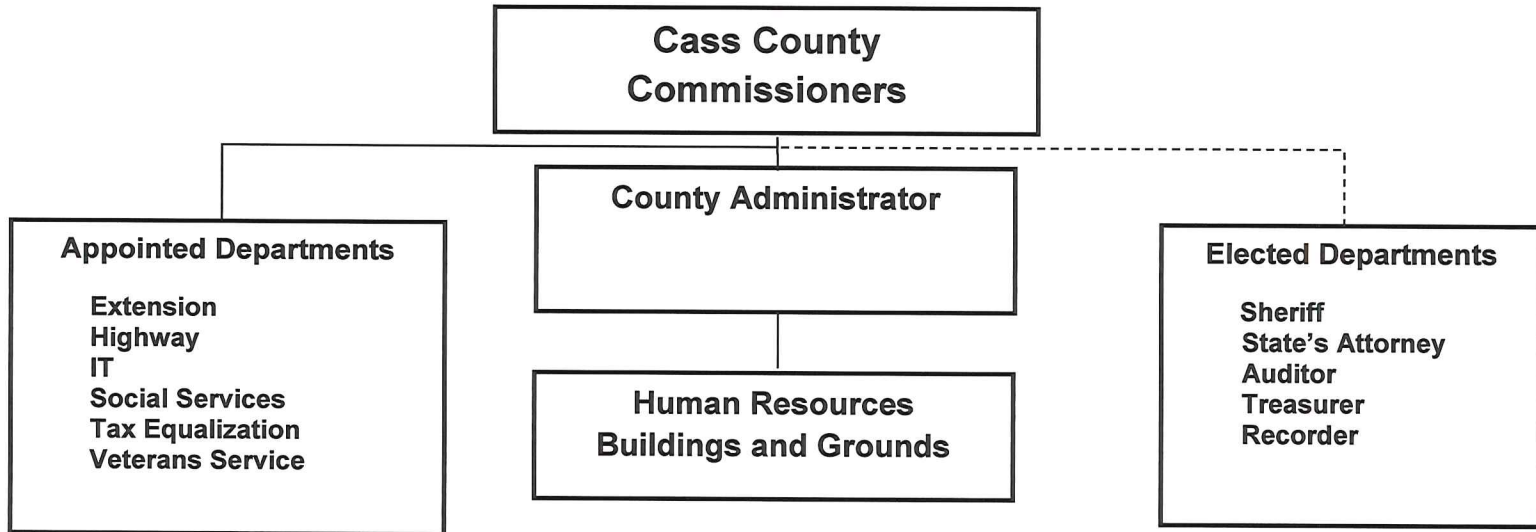 Cass County
Commissioners
County Administrator
Appointed Departments
Extension
Highway
IT
Social Services
Tax Equalization
Veterans Service
Human Resources
Buildings and Grounds
Elected Departments
Sheriff
State’s Attorney
Auditor
Treasurer
Recorder